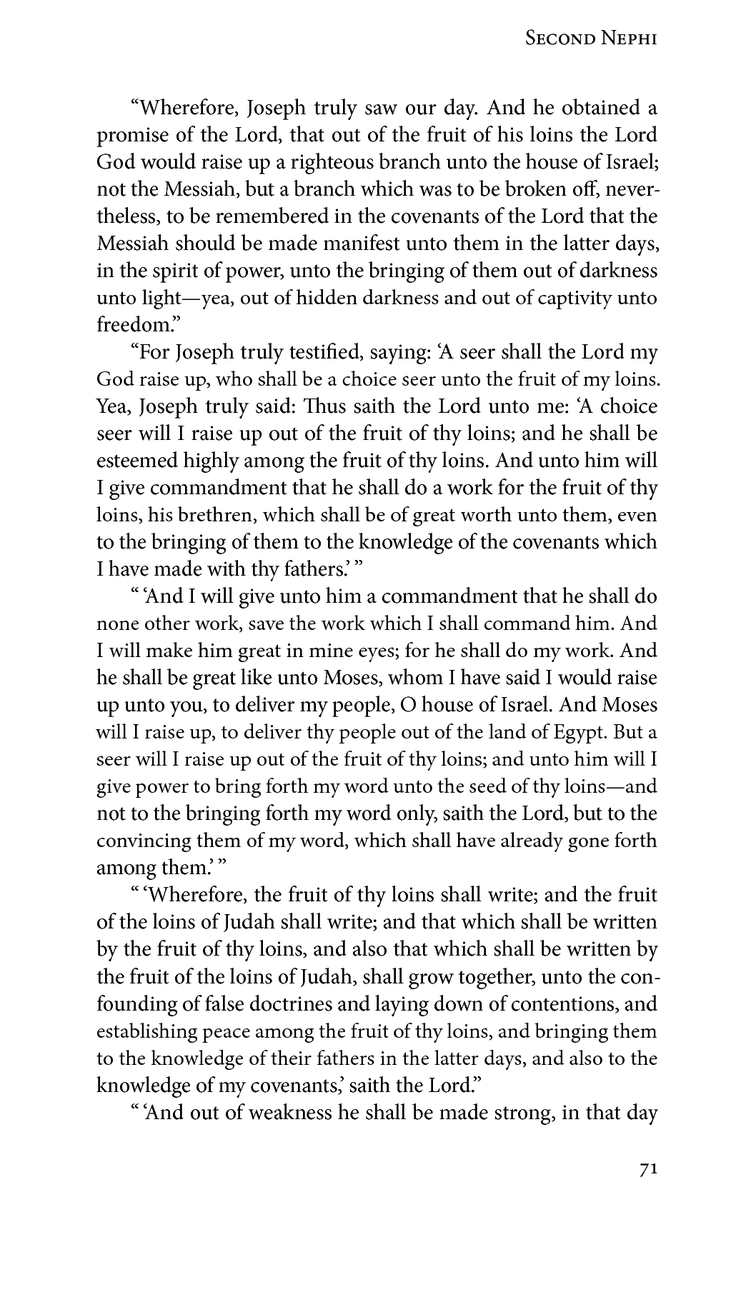 Second Nephi
“Wherefore, Joseph truly saw our day. And he obtained a
promise of the Lord, that out of the fruit of his loins the Lord
God would raise up a righteous branch unto the house of Israel;
not the Messiah, but a branch which was to be broken off, never-
theless, to be remembered in the covenants of the Lord that the
Messiah should be made manifest unto them in the latter days,
in the spirit of power, unto the bringing of them out of darkness
unto light—yea, out of hidden darkness and out of captivity unto
freedom.”
“For Joseph truly testified, saying: ‘A seer shall the Lord my
God raise up, who shall be a choice seer unto the fruit of my loins.
Yea, Joseph truly said: Thus saith the Lord unto me: ‘A choice
seer will I raise up out of the fruit of thy loins; and he shall be
esteemed highly among the fruit of thy loins. And unto him will
I give commandment that he shall do a work for the fruit of thy
loins, his brethren, which shall be of great worth unto them, even
to the bringing of them to the knowledge of the covenants which
I have made with thy fathers.’ ”
“ ‘And I will give unto him a commandment that he shall do
none other work, save the work which I shall command him. And
I will make him great in mine eyes; for he shall do my work. And
he shall be great like unto Moses, whom I have said I would raise
up unto you, to deliver my people, O house of Israel. And Moses
will I raise up, to deliver thy people out of the land of Egypt. But a
seer will I raise up out of the fruit of thy loins; and unto him will I
give power to bring forth my word unto the seed of thy loins—and
not to the bringing forth my word only, saith the Lord, but to the
convincing them of my word, which shall have already gone forth
among them.’ ”
“ ‘Wherefore, the fruit of thy loins shall write; and the fruit
of the loins of Judah shall write; and that which shall be written
by the fruit of thy loins, and also that which shall be written by
the fruit of the loins of Judah, shall grow together, unto the con-
founding of false doctrines and laying down of contentions, and
establishing peace among the fruit of thy loins, and bringing them
to the knowledge of their fathers in the latter days, and also to the
knowledge of my covenants,’ saith the Lord.”
“ ‘And out of weakness he shall be made strong, in that day
71